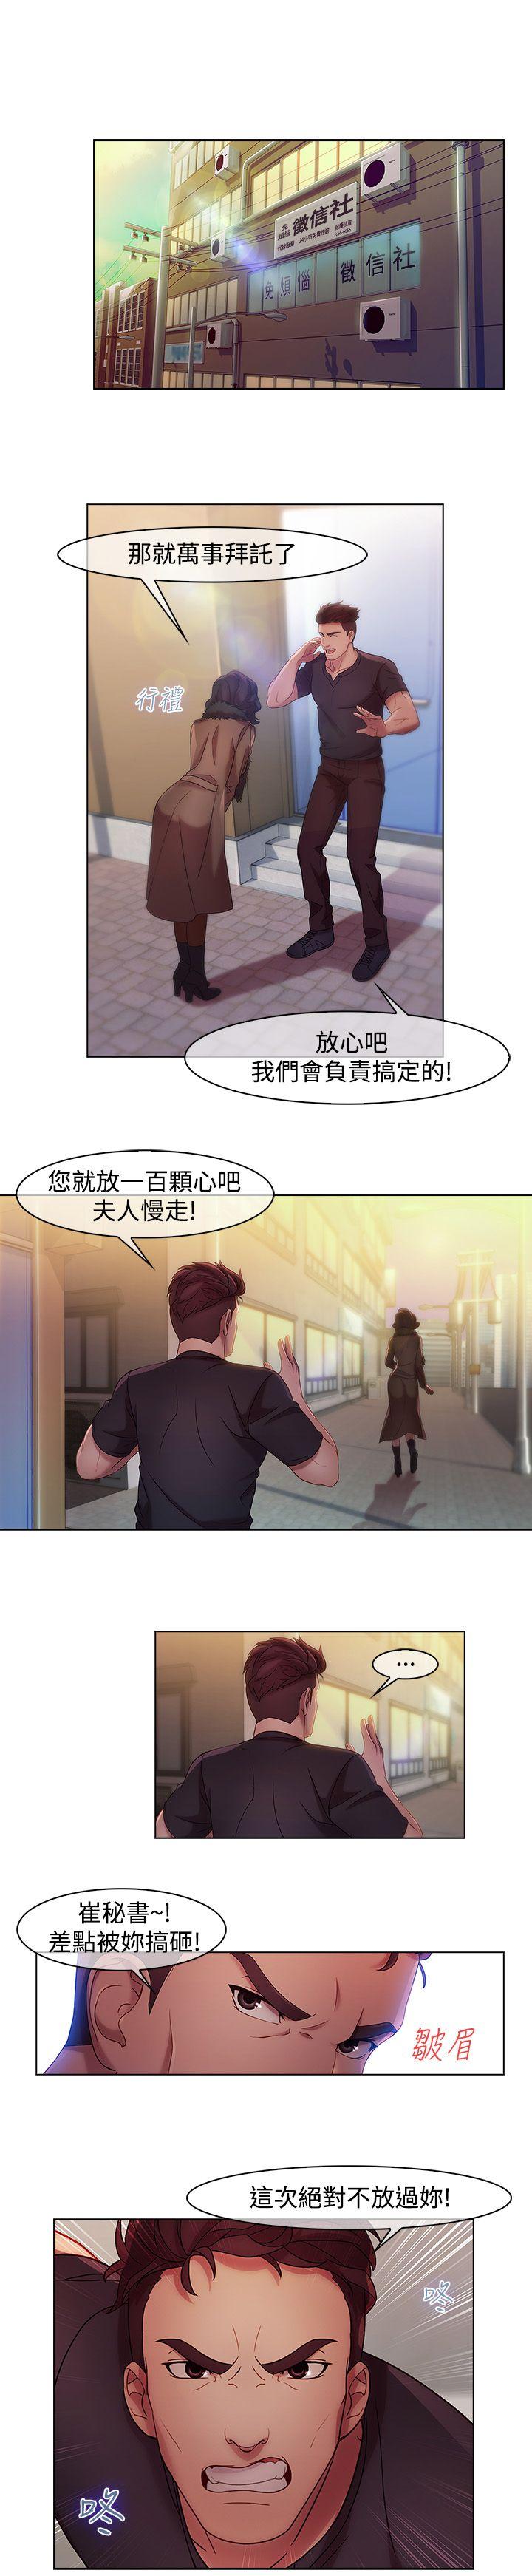 免煩惱 徵信社
24小時免費諮詢
免煩惱 徵信社
那就萬事拜託了
行禮
放心吧
我們會負責搞定的!
您就放一百顆心吧
夫人慢走!
...
崔秘書~!
差點被妳搞砸!
皺眉
這次絕對不放過妳!
咚
咚